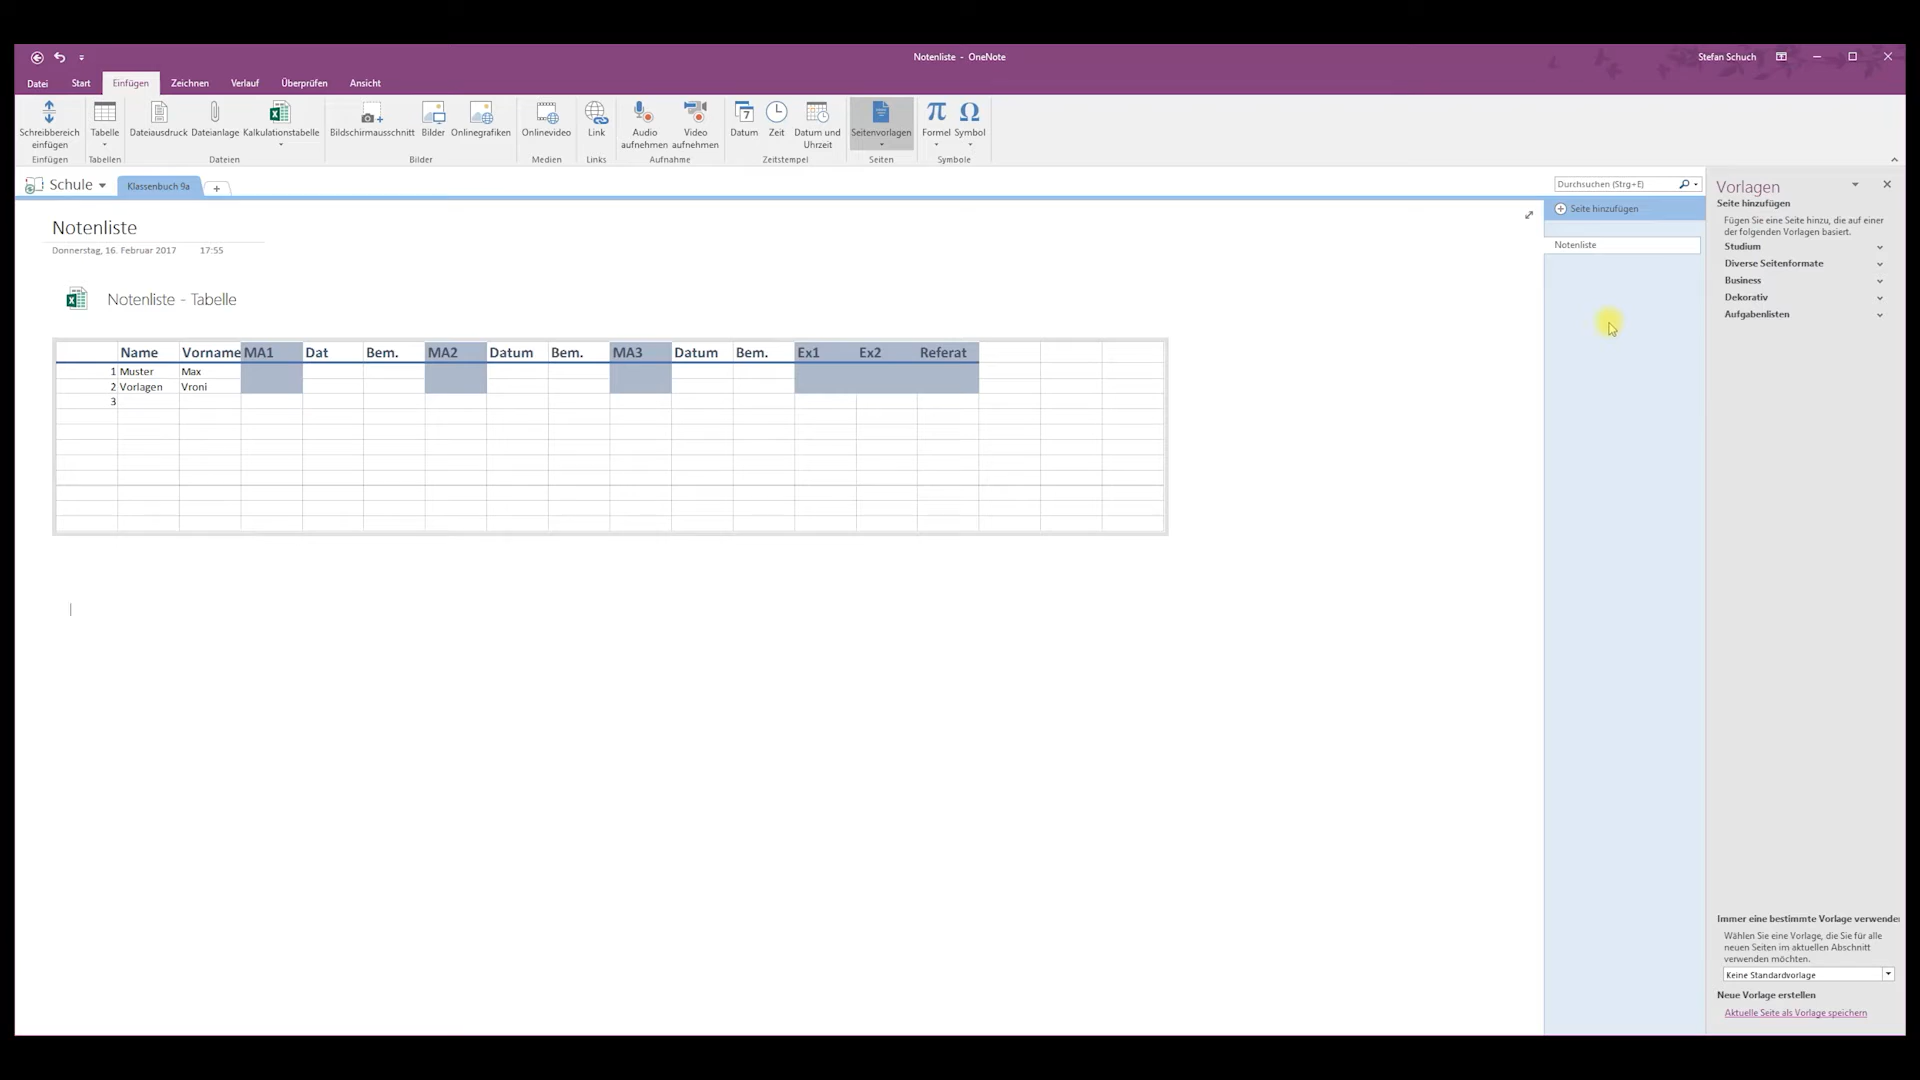 Notenliste - OneNote
Stefan Schuch
Datei Start Einfügen Zeichnen Verlauf Überprüfen Ansicht
Schreibbereich einfügen
Tabelle
Dateiausdruck
Dateianlage
Kalkulationstabelle
Bildschirmausschnitt
Bilder
Onlinegrafiken
Onlinevideo
Link
Audio aufnehmen
Video aufnehmen
Datum
Zeit
Datum und Uhrzeit
Seitenvorlagen
Formel
Symbol
Einfügen Tabellen Dateien Bilder Medien Links Aufnahme Zeitstempel Seiten Symbole
Schule
Klassenbuch 9a
+
Durchsuchen (Strg+E)
Notenliste
Donnerstag, 16. Februar 2017 17:55
Notenliste - Tabelle
Name Vorname MA1 Dat Bem. MA2 Datum Bem. MA3 Datum Bem. Ex1 Ex2 Referat
1 Muster Max
2 Vorlagen Vroni
3
Seite hinzufügen
Notenliste
Vorlagen
Seite hinzufügen
Fügen Sie eine Seite hinzu, die auf einer
der folgenden Vorlagen basiert.
Studium
Diverse Seitenformate
Business
Dekorativ
Aufgabenlisten
Immer eine bestimmte Vorlage verwenden
Wählen Sie eine Vorlage, die Sie für alle
neuen Seiten im aktuellen Abschnitt
verwenden möchten.
Keine Standardvorlage
Neue Vorlage erstellen
Aktuelle Seite als Vorlage speichern